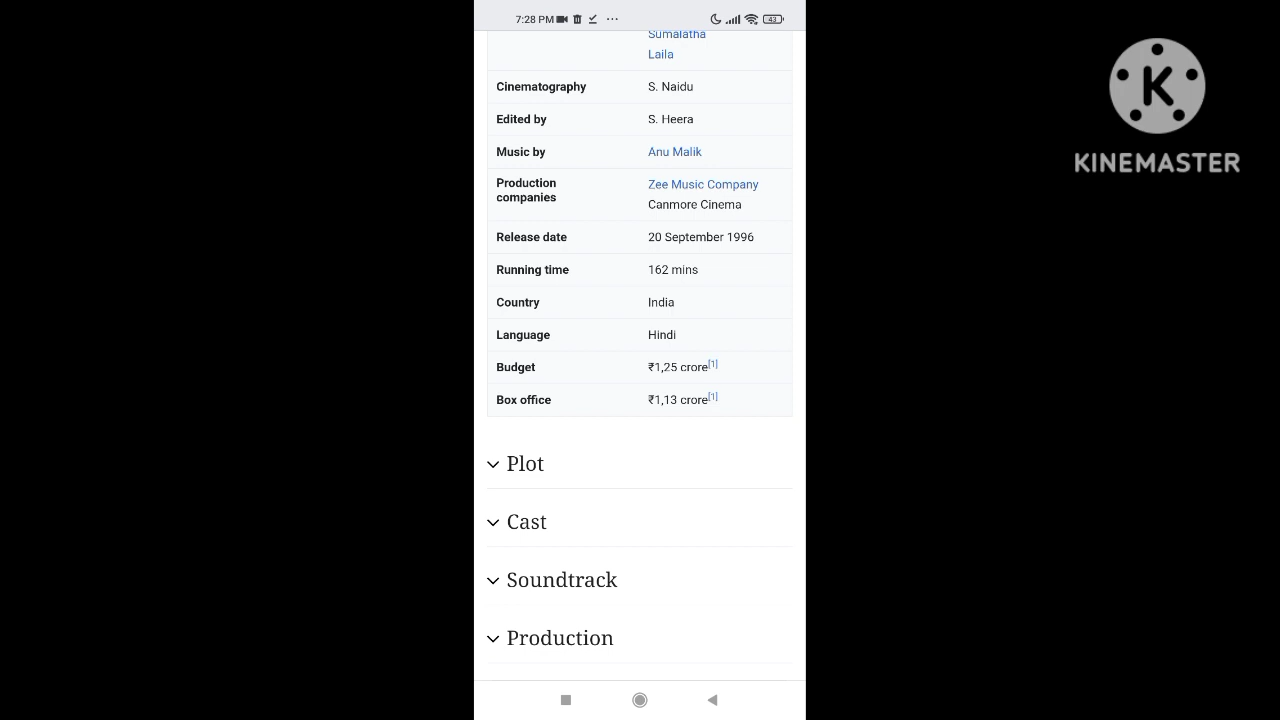 7:28 PM
43
Sumalatha
Laila
Cinematography S. Naidu
Edited by S. Heera
Music by Anu Malik
Production companies Zee Music Company
Canmore Cinema
Release date 20 September 1996
Running time 162 mins
Country India
Language Hindi
Budget ₹1,25 crore[1]
Box office ₹1,13 crore[1]
Plot
Cast
Soundtrack
Production
K
KINEMASTER